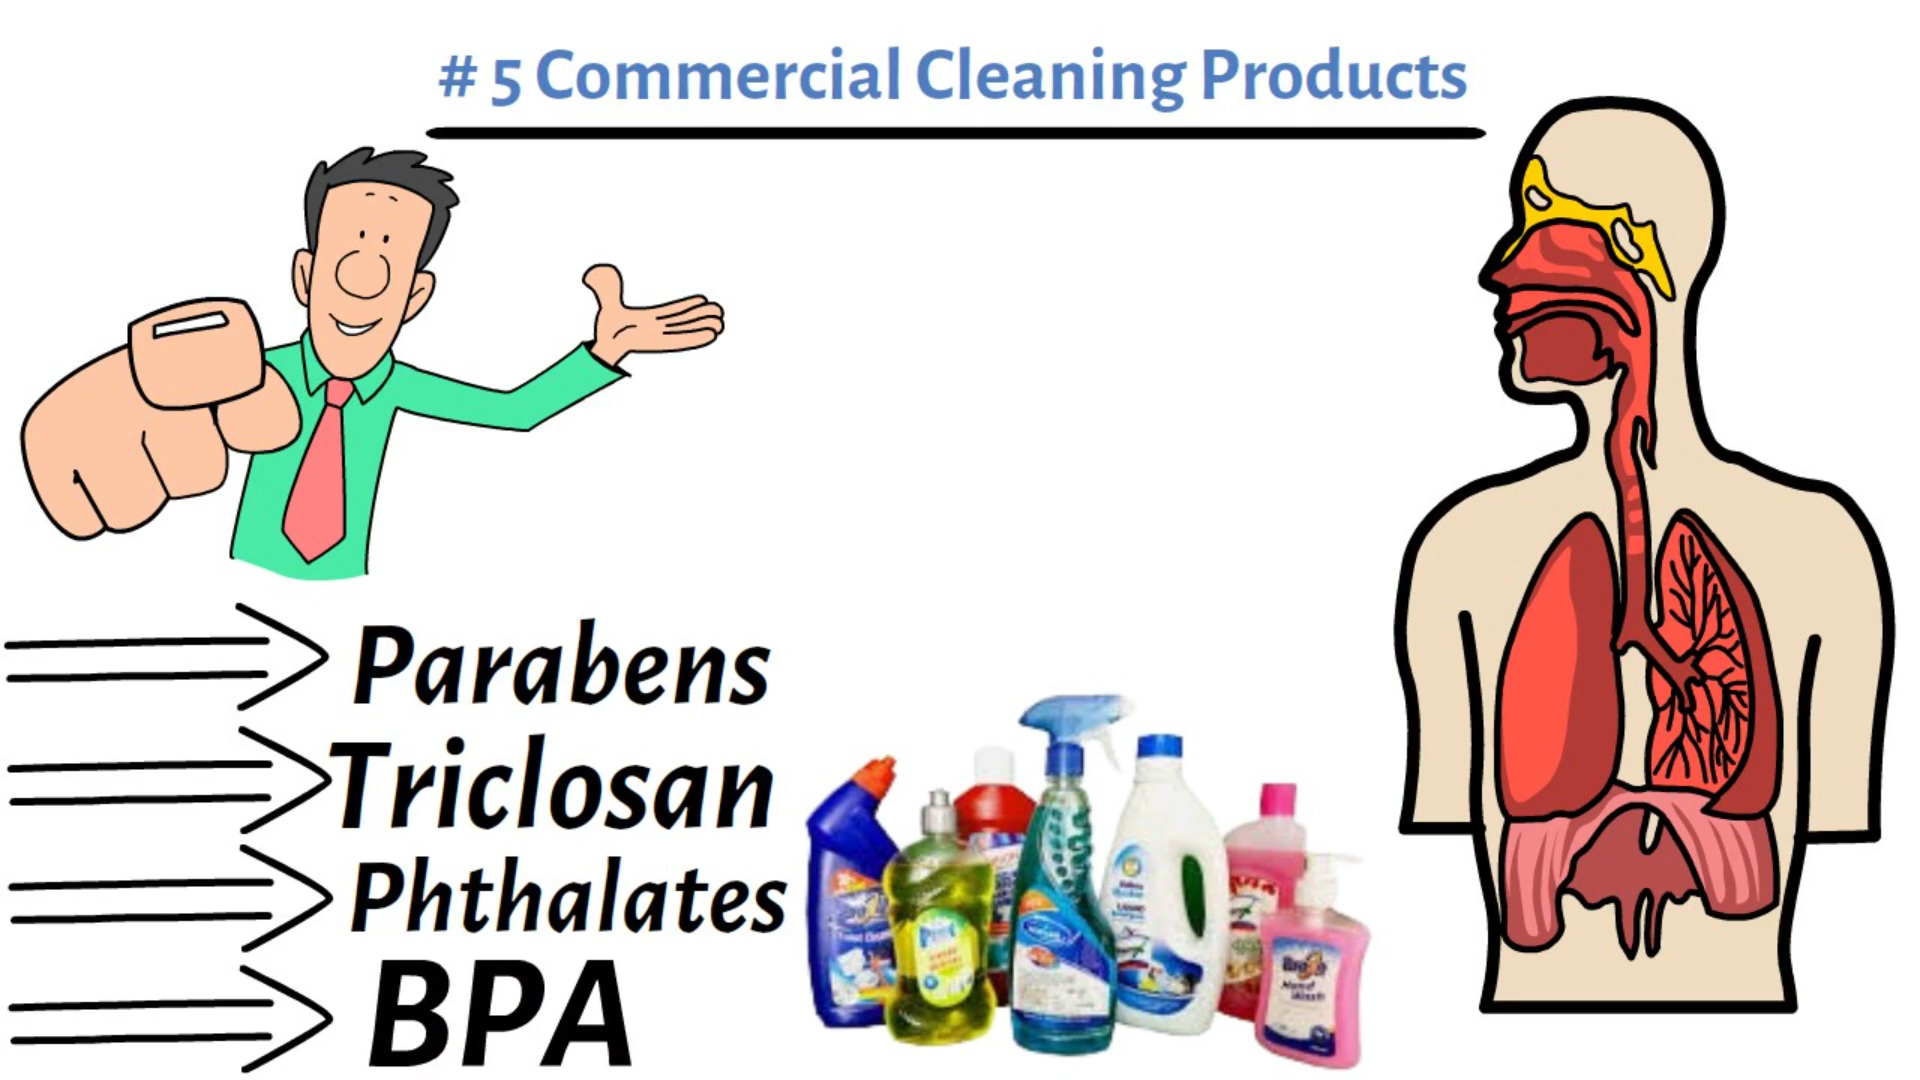 # 5 Commercial Cleaning Products
Parabens
Triclosan
Phthalates
BPA